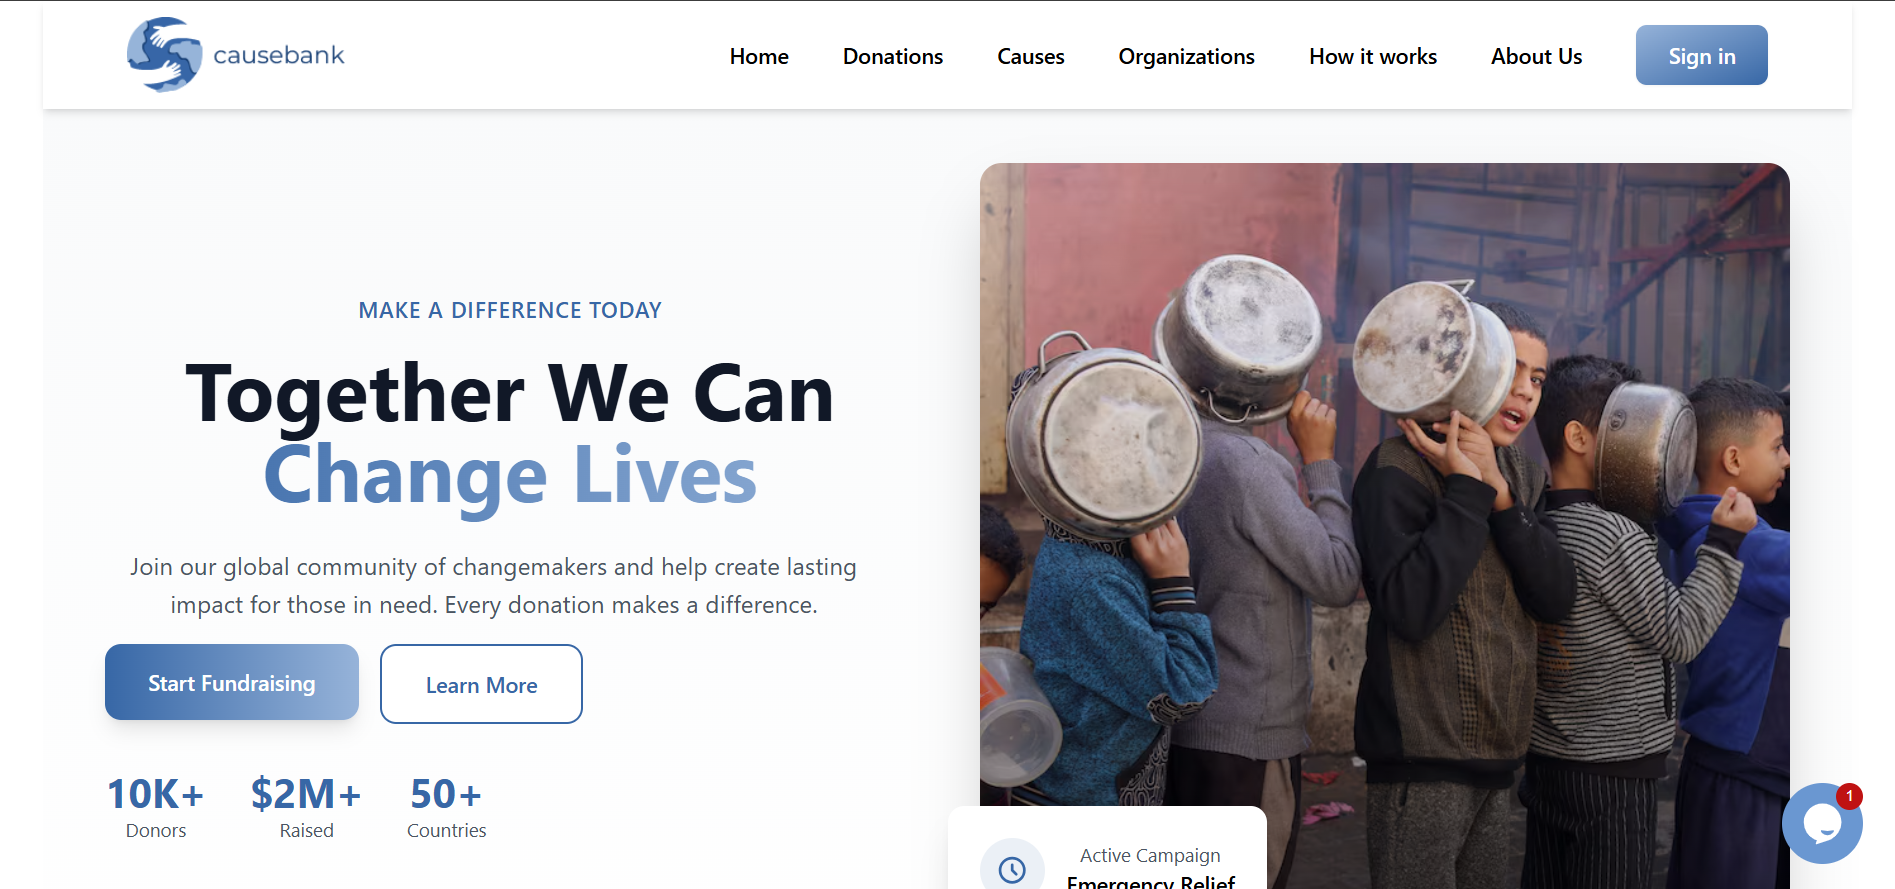 causebank
Home
Donations
Causes
Organizations
How it works
About Us
Sign in
MAKE A DIFFERENCE TODAY
Together We Can
Change Lives
Join our global community of changemakers and help create lasting
impact for those in need. Every donation makes a difference.
Start Fundraising
Learn More
10K+
Donors
$2M+
Raised
50+
Countries
Active Campaign
Emergency Relief
1